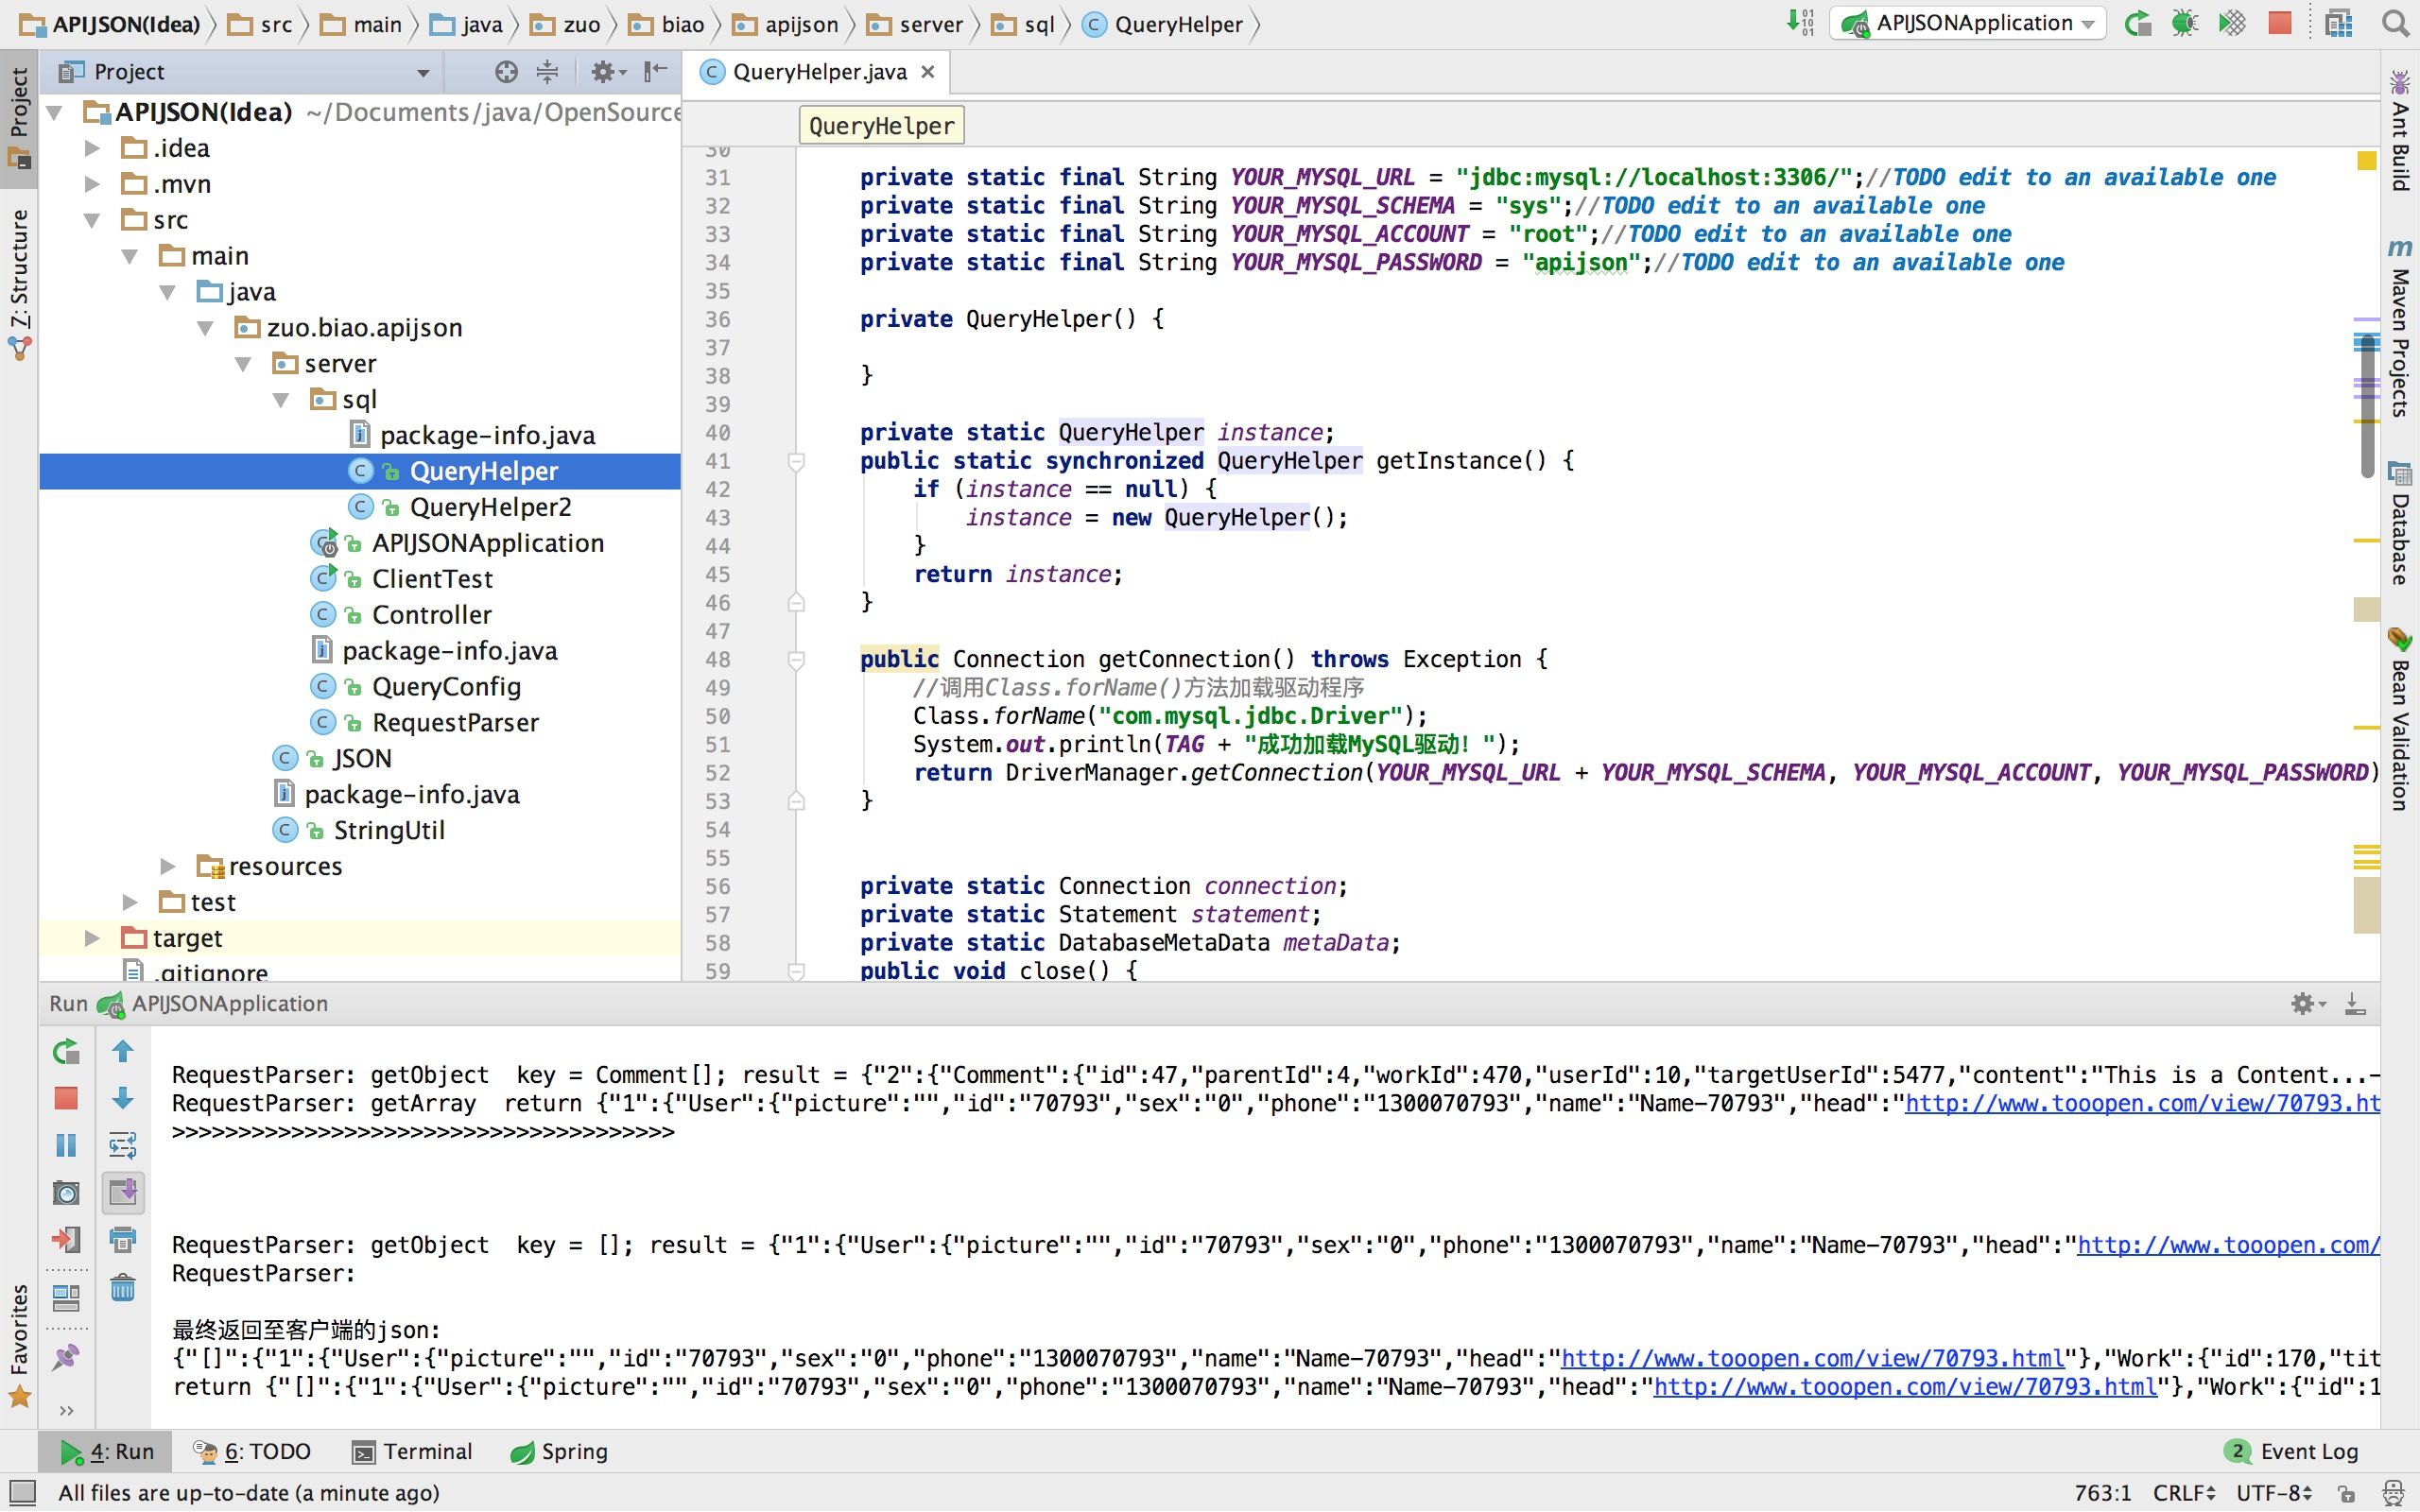 APIJSON(Idea) src main java zuo biao apijson server sql QueryHelper
APIJSONApplication
Project
QueryHelper.java
Project
Z: Structure
Favorites
APIJSON(Idea) ~/Documents/java/OpenSource
.idea
.mvn
src
main
java
zuo.biao.apijson
server
sql
package-info.java
QueryHelper
QueryHelper2
APIJSONApplication
ClientTest
Controller
package-info.java
QueryConfig
RequestParser
JSON
package-info.java
StringUtil
resources
test
target
.gitignore
QueryHelper
30
31 private static final String YOUR_MYSQL_URL = "jdbc:mysql://localhost:3306/";//TODO edit to an available one
32 private static final String YOUR_MYSQL_SCHEMA = "sys";//TODO edit to an available one
33 private static final String YOUR_MYSQL_ACCOUNT = "root";//TODO edit to an available one
34 private static final String YOUR_MYSQL_PASSWORD = "apijson";//TODO edit to an available one
35
36 private QueryHelper() {
37
38 }
39
40 private static QueryHelper instance;
41 public static synchronized QueryHelper getInstance() {
42 if (instance == null) {
43 instance = new QueryHelper();
44 }
45 return instance;
46 }
47
48 public Connection getConnection() throws Exception {
49 //调用Class.forName()方法加载驱动程序
50 Class.forName("com.mysql.jdbc.Driver");
51 System.out.println(TAG + "成功加载MySQL驱动！");
52 return DriverManager.getConnection(YOUR_MYSQL_URL + YOUR_MYSQL_SCHEMA, YOUR_MYSQL_ACCOUNT, YOUR_MYSQL_PASSWORD)
53 }
54
55
56 private static Connection connection;
57 private static Statement statement;
58 private static DatabaseMetaData metaData;
59 public void close() {
Ant Build
m Maven Projects
Database
Bean Validation
Run APIJSONApplication
RequestParser: getObject key = Comment[]; result = {"2":{"Comment":{"id":47,"parentId":4,"workId":470,"userId":10,"targetUserId":5477,"content":"This is a Content...-
RequestParser: getArray return {"1":{"User":{"picture":"","id":"70793","sex":"0","phone":"1300070793","name":"Name-70793","head":"http://www.tooopen.com/view/70793.ht
>>>>>>>>>>>>>>>>>>>>>>>>>>>>>>>>>>>>>>
RequestParser: getObject key = []; result = {"1":{"User":{"picture":"","id":"70793","sex":"0","phone":"1300070793","name":"Name-70793","head":"http://www.tooopen.com/
RequestParser:
最终返回至客户端的json:
{"[]":{"1":{"User":{"picture":"","id":"70793","sex":"0","phone":"1300070793","name":"Name-70793","head":"http://www.tooopen.com/view/70793.html"},"Work":{"id":170,"tit
return {"[]":{"1":{"User":{"picture":"","id":"70793","sex":"0","phone":"1300070793","name":"Name-70793","head":"http://www.tooopen.com/view/70793.html"},"Work":{"id":1
4: Run 6: TODO Terminal Spring 2 Event Log
All files are up-to-date (a minute ago) 763:1 CRLF UTF-8